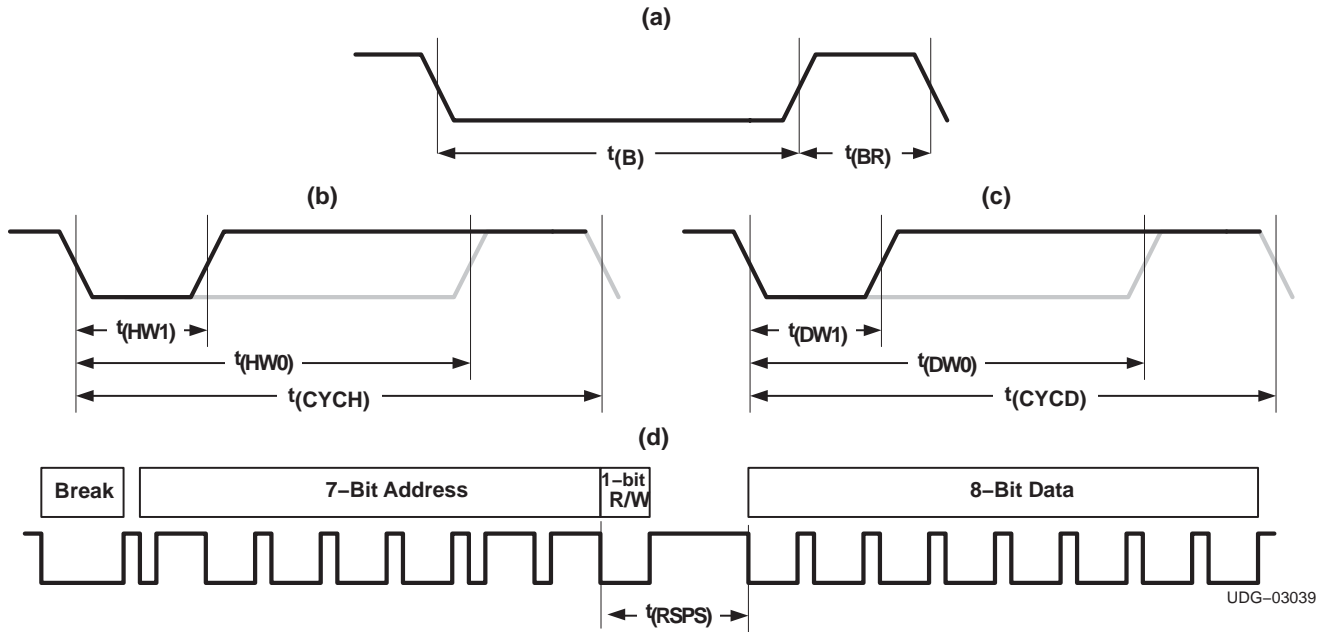 (a)
t(B)
t(BR)
(b)
(c)
t(HW1)
t(DW1)
t(HW0)
t(DW0)
t(CYCH)
t(CYCD)
(d)
Break
7–Bit Address
1–bit
R/W
8–Bit Data
t(RSPS)
UDG–03039